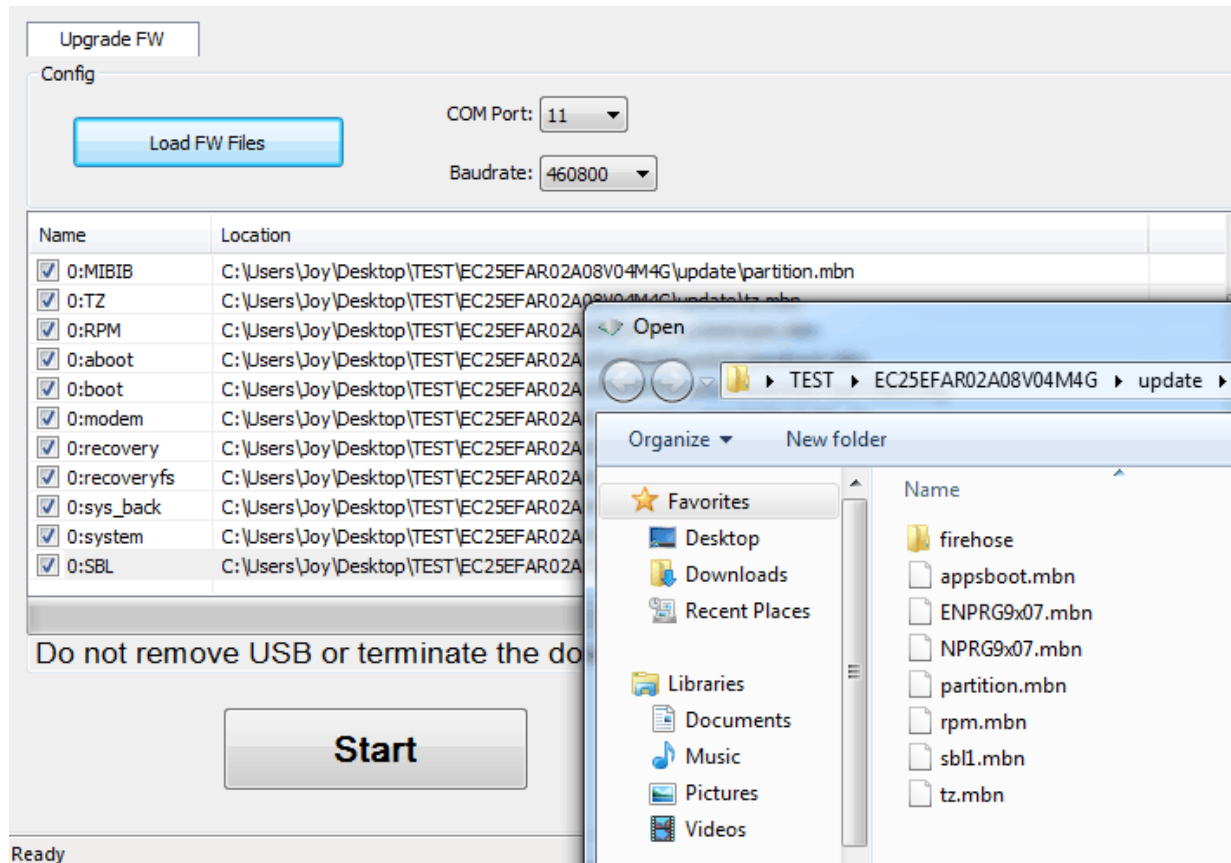 Upgrade FW
Config
Load FW Files
COM Port: 11
Baudrate: 460800
Name Location
0:MIBIB C:\Users\Joy\Desktop\TEST\EC25EFAR02A08V04M4G\update\partition.mbn
0:TZ C:\Users\Joy\Desktop\TEST\EC25EFAR02A08V04M4G\update\tz.mbn
0:RPM C:\Users\Joy\Desktop\TEST\EC25EFAR02A
0:aboot C:\Users\Joy\Desktop\TEST\EC25EFAR02A
0:boot C:\Users\Joy\Desktop\TEST\EC25EFAR02A
0:modem C:\Users\Joy\Desktop\TEST\EC25EFAR02A
0:recovery C:\Users\Joy\Desktop\TEST\EC25EFAR02A
0:recoveryfs C:\Users\Joy\Desktop\TEST\EC25EFAR02A
0:sys_back C:\Users\Joy\Desktop\TEST\EC25EFAR02A
0:system C:\Users\Joy\Desktop\TEST\EC25EFAR02A
0:SBL C:\Users\Joy\Desktop\TEST\EC25EFAR02A
Do not remove USB or terminate the do
Start
Ready
Open
TEST EC25EFAR02A08V04M4G update
Organize New folder
Favorites
Desktop
Downloads
Recent Places
Libraries
Documents
Music
Pictures
Videos
Name
firehose
appsboot.mbn
ENPRG9x07.mbn
NPRG9x07.mbn
partition.mbn
rpm.mbn
sbl1.mbn
tz.mbn